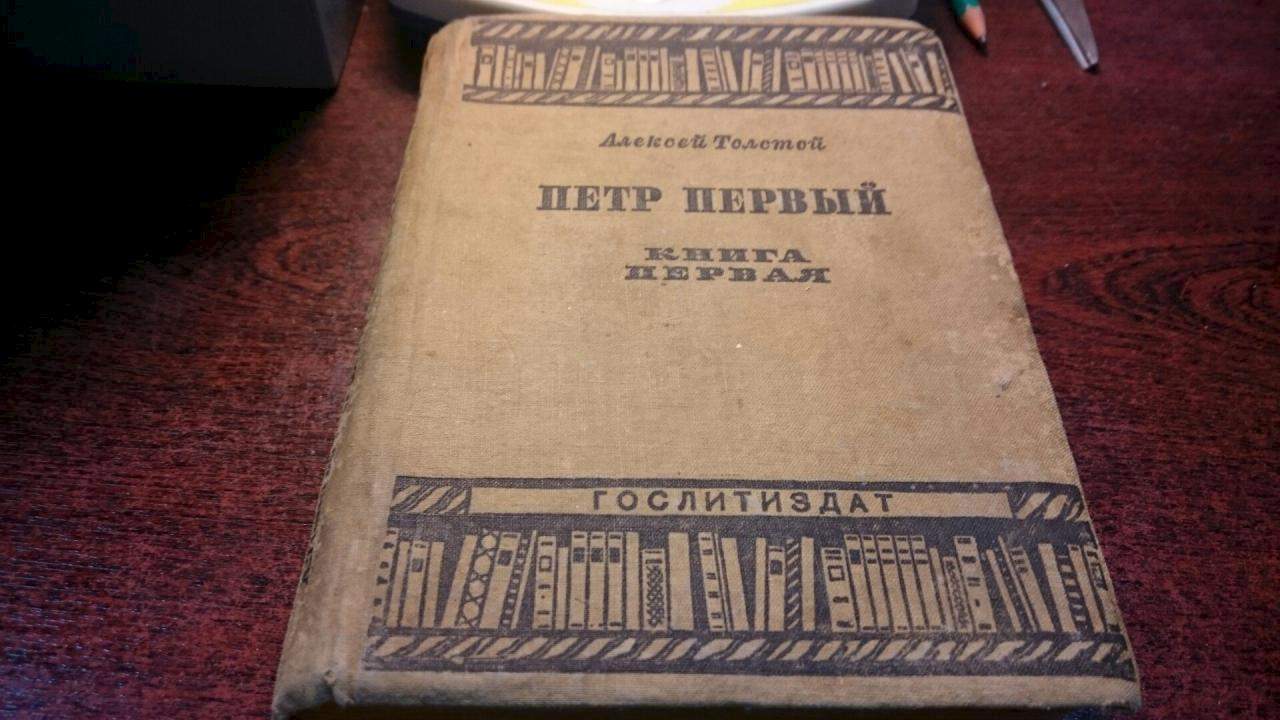 Алексей Толстой
ПЕТР ПЕРВЫЙ
КНИГА
ПЕРВАЯ
ГОСЛИТИЗДАТ